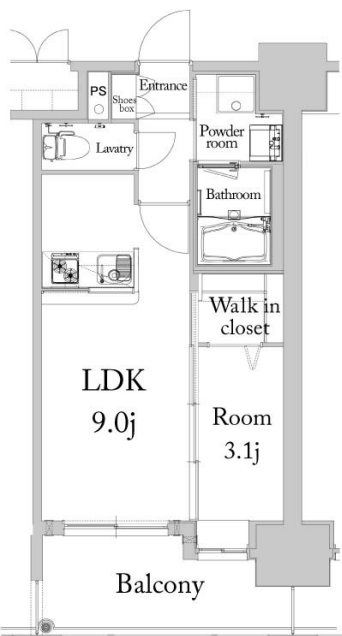 PS
Shoes
box
Entrance
Powder
room
Lavatry
Bathroom
Walk in
closet
LDK
9.0j
Room
3.1j
Balcony